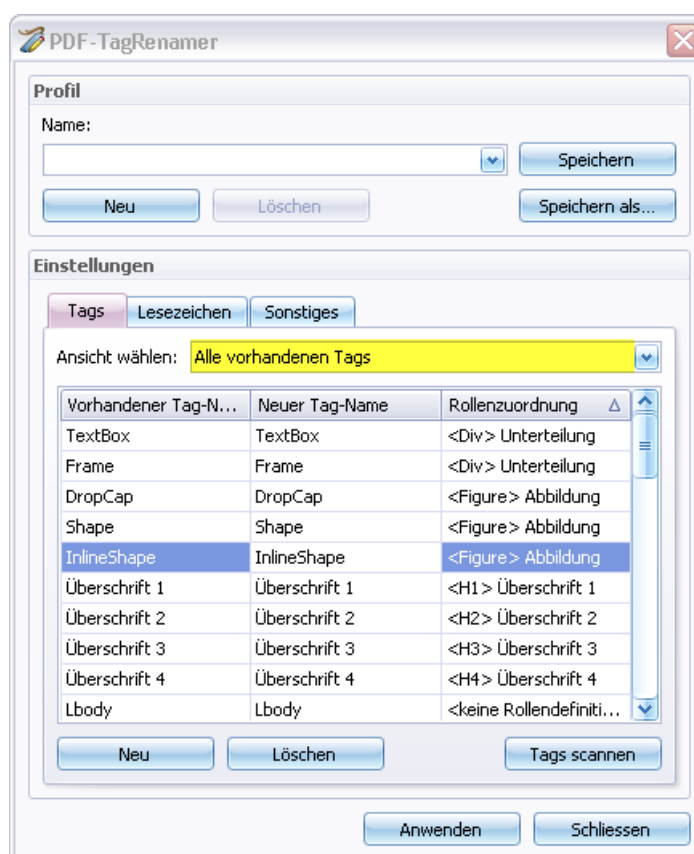 PDF-TagRenamer
Profil
Name:
Speichern
Neu Löschen Speichern als...
Einstellungen
Tags Lesezeichen Sonstiges
Ansicht wählen: Alle vorhandenen Tags
Vorhandener Tag-N... Neuer Tag-Name Rollenzuordnung
TextBox TextBox <Div> Unterteilung
Frame Frame <Div> Unterteilung
DropCap DropCap <Figure> Abbildung
Shape Shape <Figure> Abbildung
InlineShape InlineShape <Figure> Abbildung
Überschrift 1 Überschrift 1 <H1> Überschrift 1
Überschrift 2 Überschrift 2 <H2> Überschrift 2
Überschrift 3 Überschrift 3 <H3> Überschrift 3
Überschrift 4 Überschrift 4 <H4> Überschrift 4
Lbody Lbody <keine Rollendefiniti...
Neu Löschen Tags scannen
Anwenden Schliessen